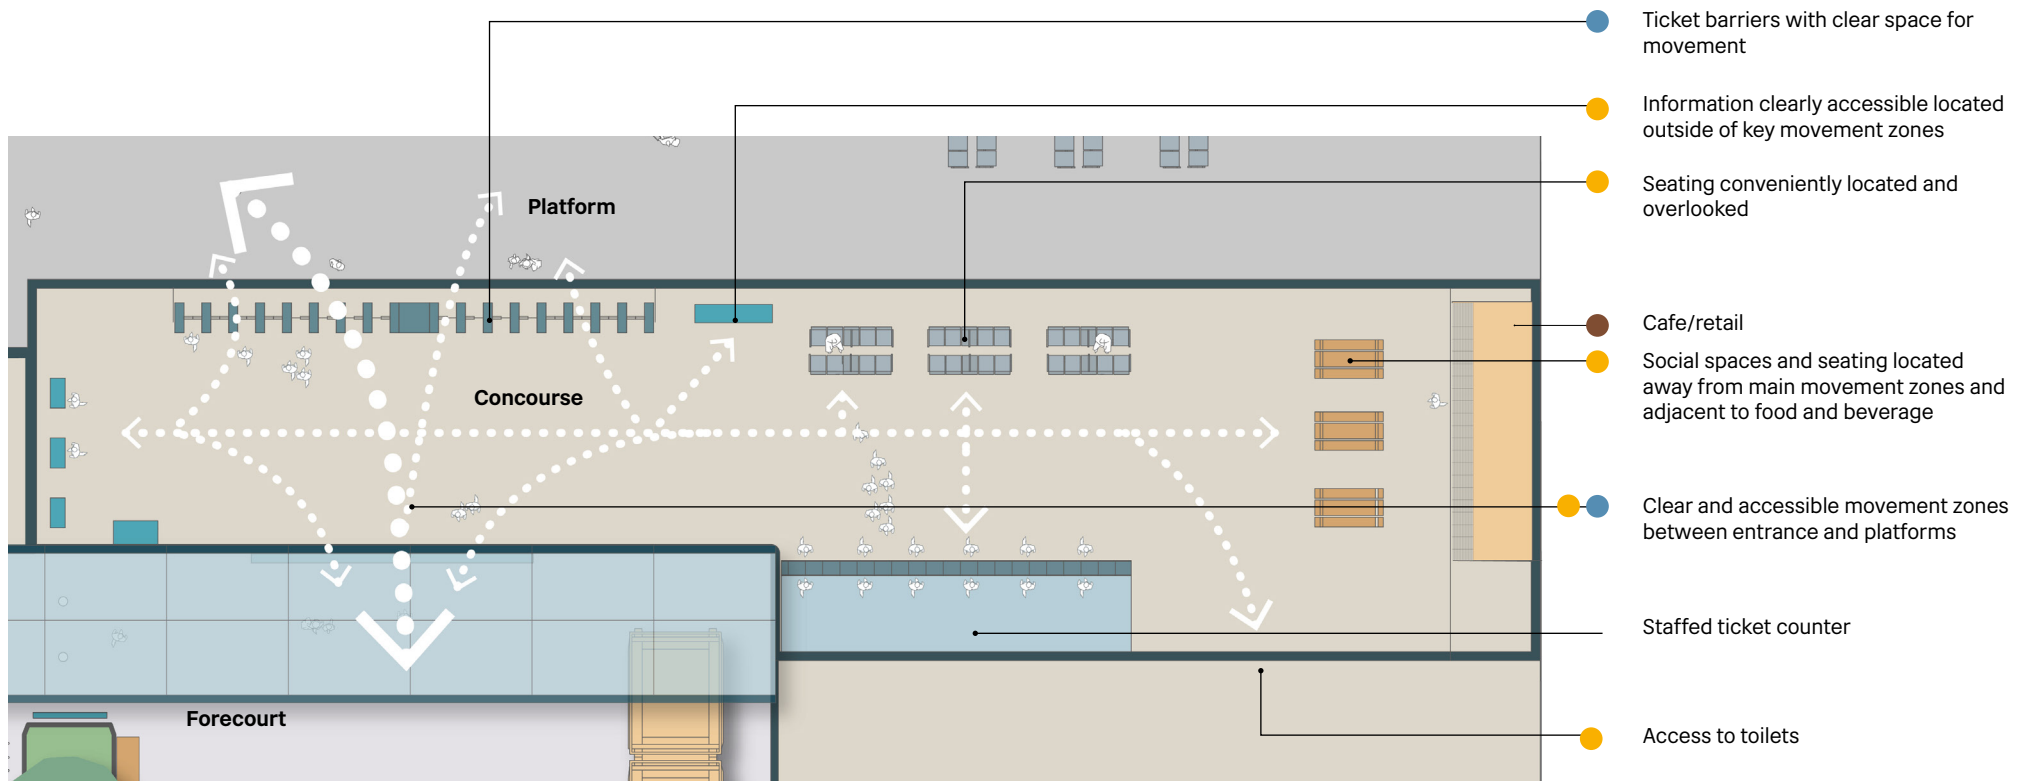 Ticket barriers with clear space for
movement
Information clearly accessible located
outside of key movement zones
Seating conveniently located and
overlooked
Platform
Cafe/retail
Social spaces and seating located
away from main movement zones and
adjacent to food and beverage
Concourse
Clear and accessible movement zones
between entrance and platforms
Staffed ticket counter
Forecourt
Access to toilets